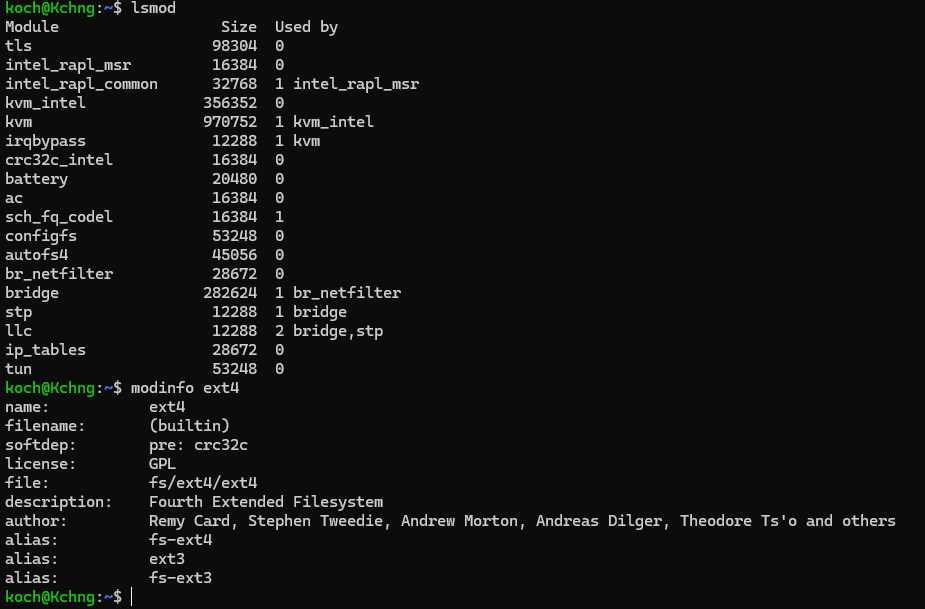 koch@Kchng:~$ lsmod
Module                  Size  Used by
tls                    98304  0
intel_rapl_msr         16384  0
intel_rapl_common      32768  1 intel_rapl_msr
kvm_intel             356352  0
kvm                   970752  1 kvm_intel
irqbypass              12288  1 kvm
crc32c_intel           16384  0
battery                20480  0
ac                     16384  0
sch_fq_codel           16384  1
configfs               53248  0
autofs4                45056  0
br_netfilter           28672  0
bridge                282624  1 br_netfilter
stp                    12288  1 bridge
llc                    12288  2 bridge,stp
ip_tables              28672  0
tun                    53248  0
koch@Kchng:~$ modinfo ext4
name:           ext4
filename:       (builtin)
softdep:        pre: crc32c
license:        GPL
file:           fs/ext4/ext4
description:    Fourth Extended Filesystem
author:         Remy Card, Stephen Tweedie, Andrew Morton, Andreas Dilger, Theodore Ts'o and others
alias:          fs-ext4
alias:          ext3
alias:          fs-ext3
koch@Kchng:~$